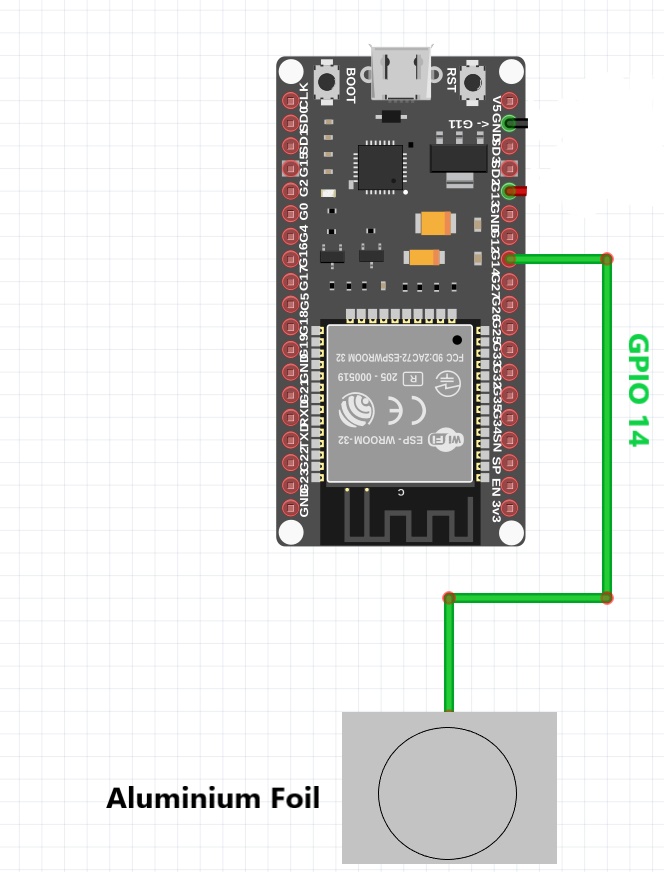 BOOT
RST
CLK
SD0
SD1
G15
G2
G0
G4
G16
G17
G5
G18
G19
GND
G21
RXD
TXD
G22
G23
GND
V5
GND
SD3
SD2
G13
GND
G12
G14
G27
G26
G25
G33
G32
G35
G34
SN
SP
EN
3v3
<- G11
FCC 9D:2AC72-ESPWROOM 32
205 - 000519
R
CE
ESP- WROOM-32
WiFi
C
GPIO 14
Aluminium Foil